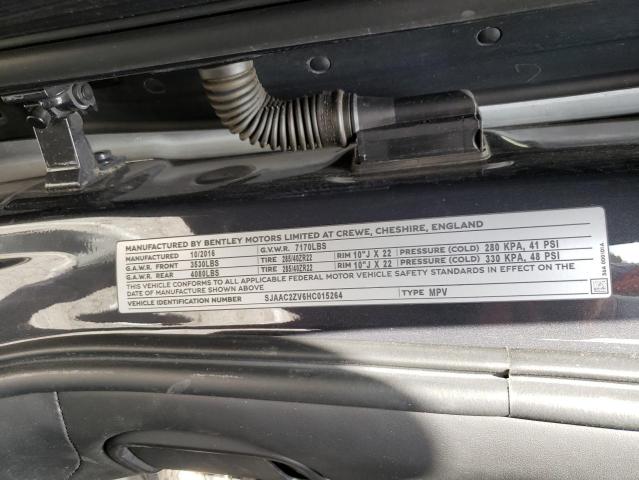 MANUFACTURED BY BENTLEY MOTORS LIMITED AT CREWE, CHESHIRE, ENGLAND
MANUFACTURED 10/2016 G.V.W.R. 7170LBS
G.A.W.R. FRONT 3530LBS TIRE 285/40ZR22 RIM 10"J X 22 PRESSURE (COLD) 280 KPA, 41 PSI
G.A.W.R. REAR 4080LBS TIRE 285/40ZR22 RIM 10"J X 22 PRESSURE (COLD) 330 KPA, 48 PSI
THIS VEHICLE CONFORMS TO ALL APPLICABLE FEDERAL MOTOR VEHICLE SAFETY STANDARDS IN EFFECT ON THE
DATE OF MANUFACTURE SHOWN ABOVE
VEHICLE IDENTIFICATION NUMBER SJAAC2ZV6HC015264 TYPE MPV